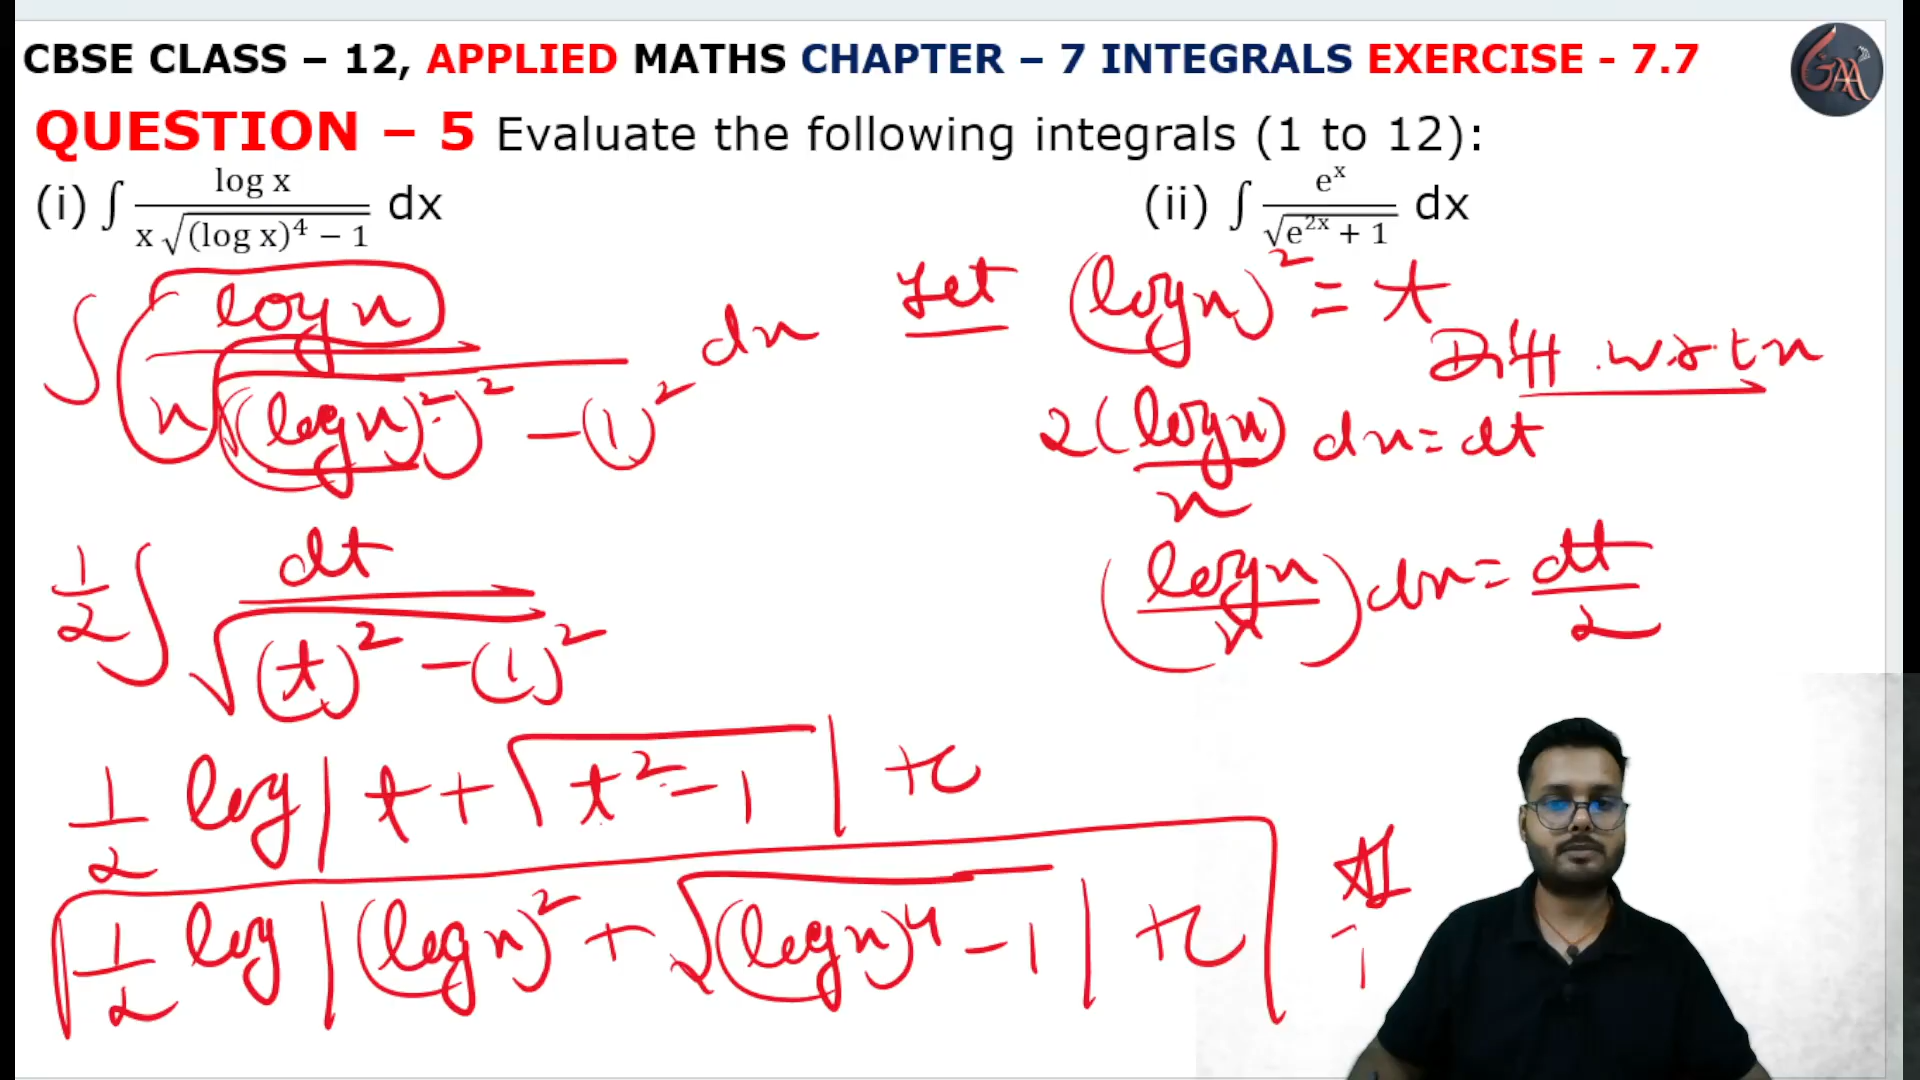 CBSE CLASS – 12, APPLIED MATHS CHAPTER – 7 INTEGRALS EXERCISE - 7.7
GAA
QUESTION – 5 Evaluate the following integrals (1 to 12):
(i) ∫ log x / (x √((log x)⁴ − 1)) dx
(ii) ∫ eˣ / √(e²ˣ + 1) dx
∫ log x / (x √(((log x)²)² − (1)²)) dx
Let (log x)² = t
Diff w.r.t x
2(log x)/x dx = dt
(log x / x) dx = dt/2
1/2 ∫ dt / √((t)² − (1)²)
1/2 log | t + √(t² − 1) | + c
1/2 log | (log x)² + √((log x)⁴ − 1) | + c